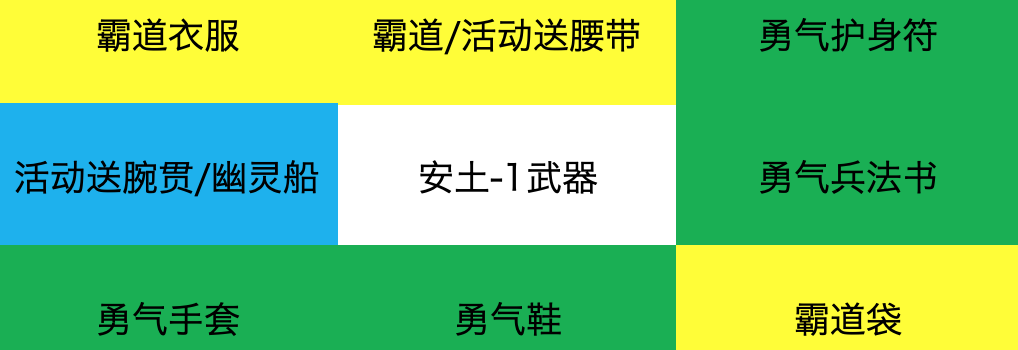 霸道衣服
霸道/活动送腰带
勇气护身符
活动送腕贯/幽灵船
安土-1武器
勇气兵法书
勇气手套
勇气鞋
霸道袋